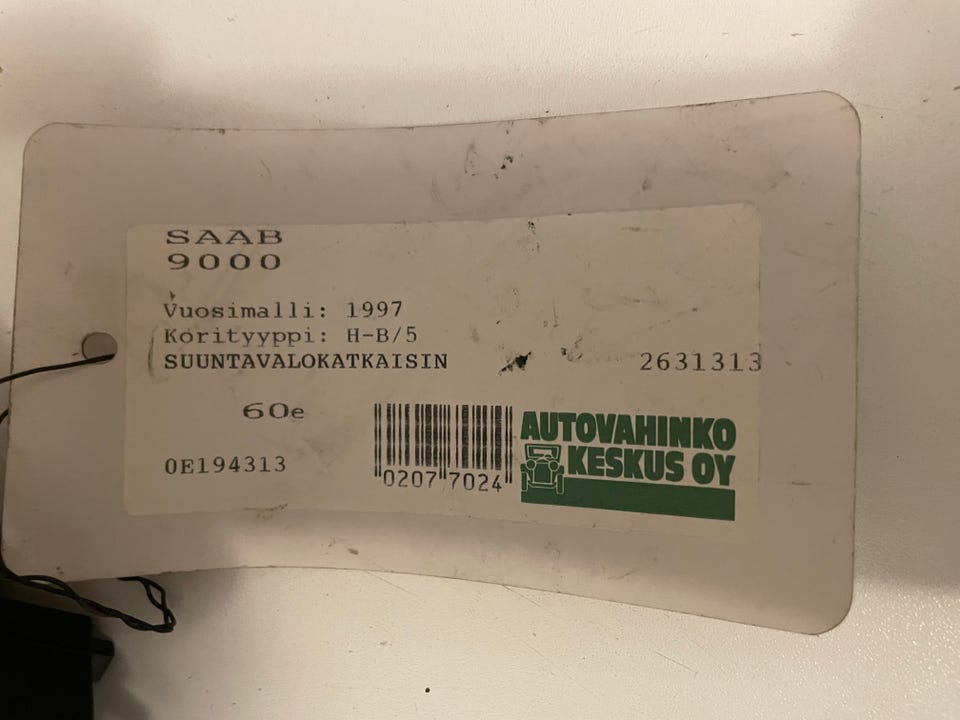 SAAB
9000
Vuosimalli: 1997
Korityyppi: H-B/5
SUUNTAVALOKATKAISIN 2631313
60e
0E194313
0207 7024
AUTOVAHINKO
KESKUS OY